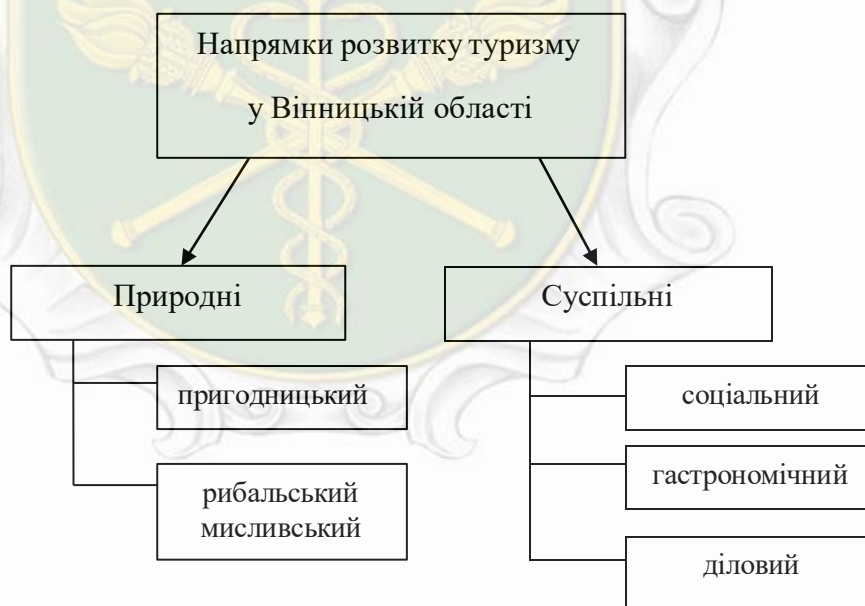 Напрямки розвитку туризму
у Вінницькій області
Природні
Суспільні
пригодницький
рибальський
мисливський
соціальний
гастрономічний
діловий